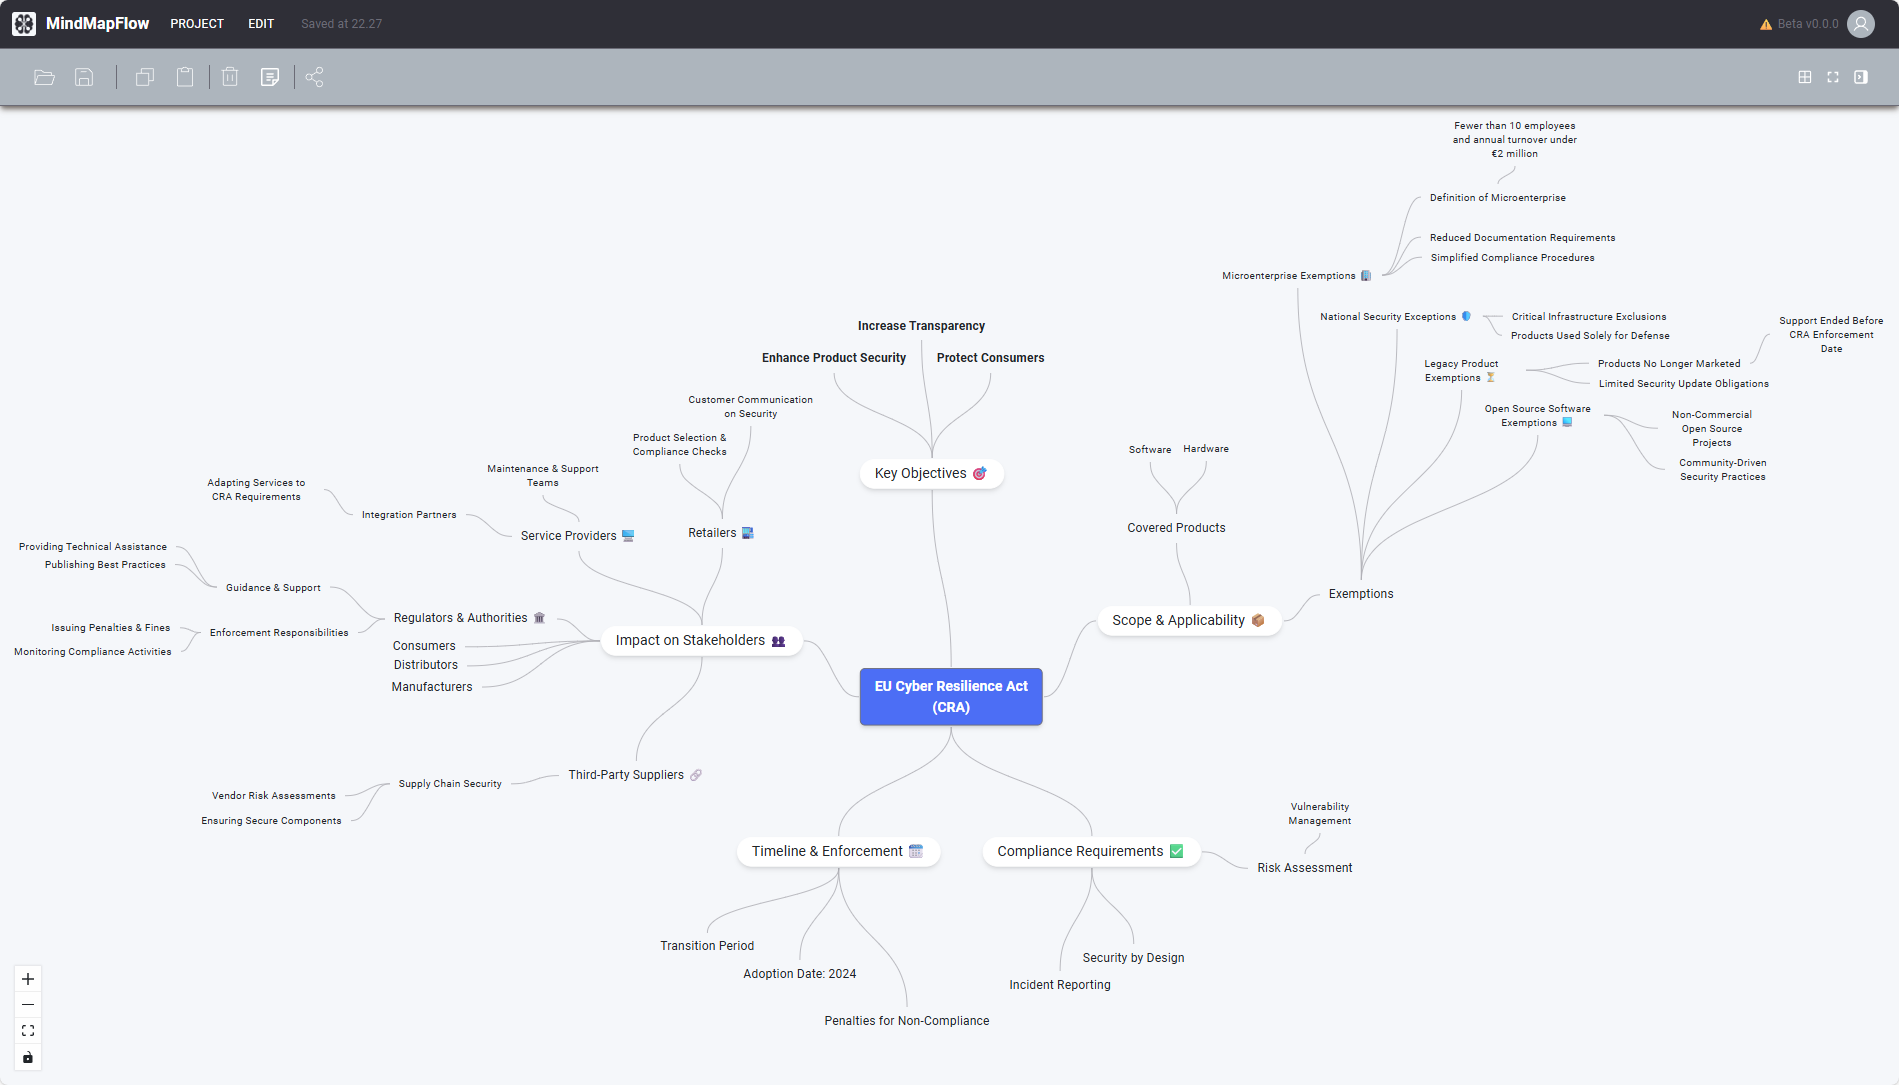 MindMapFlow PROJECT EDIT Saved at 22.27 Beta v0.0.0
Fewer than 10 employees
and annual turnover under
€2 million
Definition of Microenterprise
Reduced Documentation Requirements
Simplified Compliance Procedures
Microenterprise Exemptions
National Security Exceptions
Critical Infrastructure Exclusions
Products Used Solely for Defense
Support Ended Before
CRA Enforcement
Date
Legacy Product
Exemptions
Products No Longer Marketed
Limited Security Update Obligations
Open Source Software
Exemptions
Non-Commercial
Open Source
Projects
Community-Driven
Security Practices
Increase Transparency
Enhance Product Security
Protect Consumers
Key Objectives
Customer Communication
on Security
Product Selection &
Compliance Checks
Maintenance & Support
Teams
Adapting Services to
CRA Requirements
Integration Partners
Service Providers
Retailers
Software
Hardware
Covered Products
Exemptions
Scope & Applicability
Providing Technical Assistance
Publishing Best Practices
Guidance & Support
Issuing Penalties & Fines
Enforcement Responsibilities
Monitoring Compliance Activities
Regulators & Authorities
Consumers
Distributors
Manufacturers
Impact on Stakeholders
EU Cyber Resilience Act
(CRA)
Third-Party Suppliers
Supply Chain Security
Vendor Risk Assessments
Ensuring Secure Components
Timeline & Enforcement
Compliance Requirements
Vulnerability
Management
Risk Assessment
Transition Period
Adoption Date: 2024
Penalties for Non-Compliance
Security by Design
Incident Reporting